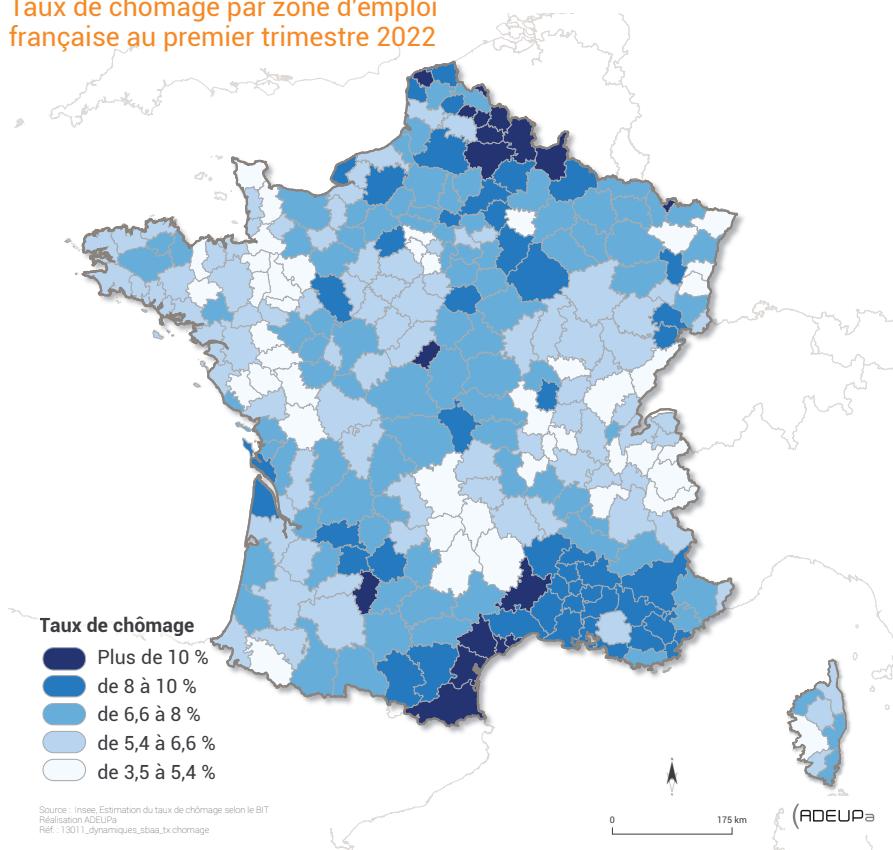 Taux de chômage par zone d'emploi
française au premier trimestre 2022
Taux de chômage
Plus de 10 %
de 8 à 10 %
de 6,6 à 8 %
de 5,4 à 6,6 %
de 3,5 à 5,4 %
Source : Insee, Estimation du taux de chômage selon le BIT
Réalisation ADEUPa
Réf. : 13011_dynamiques_sbaa_tx chomage
0 175 km
ADEUPa